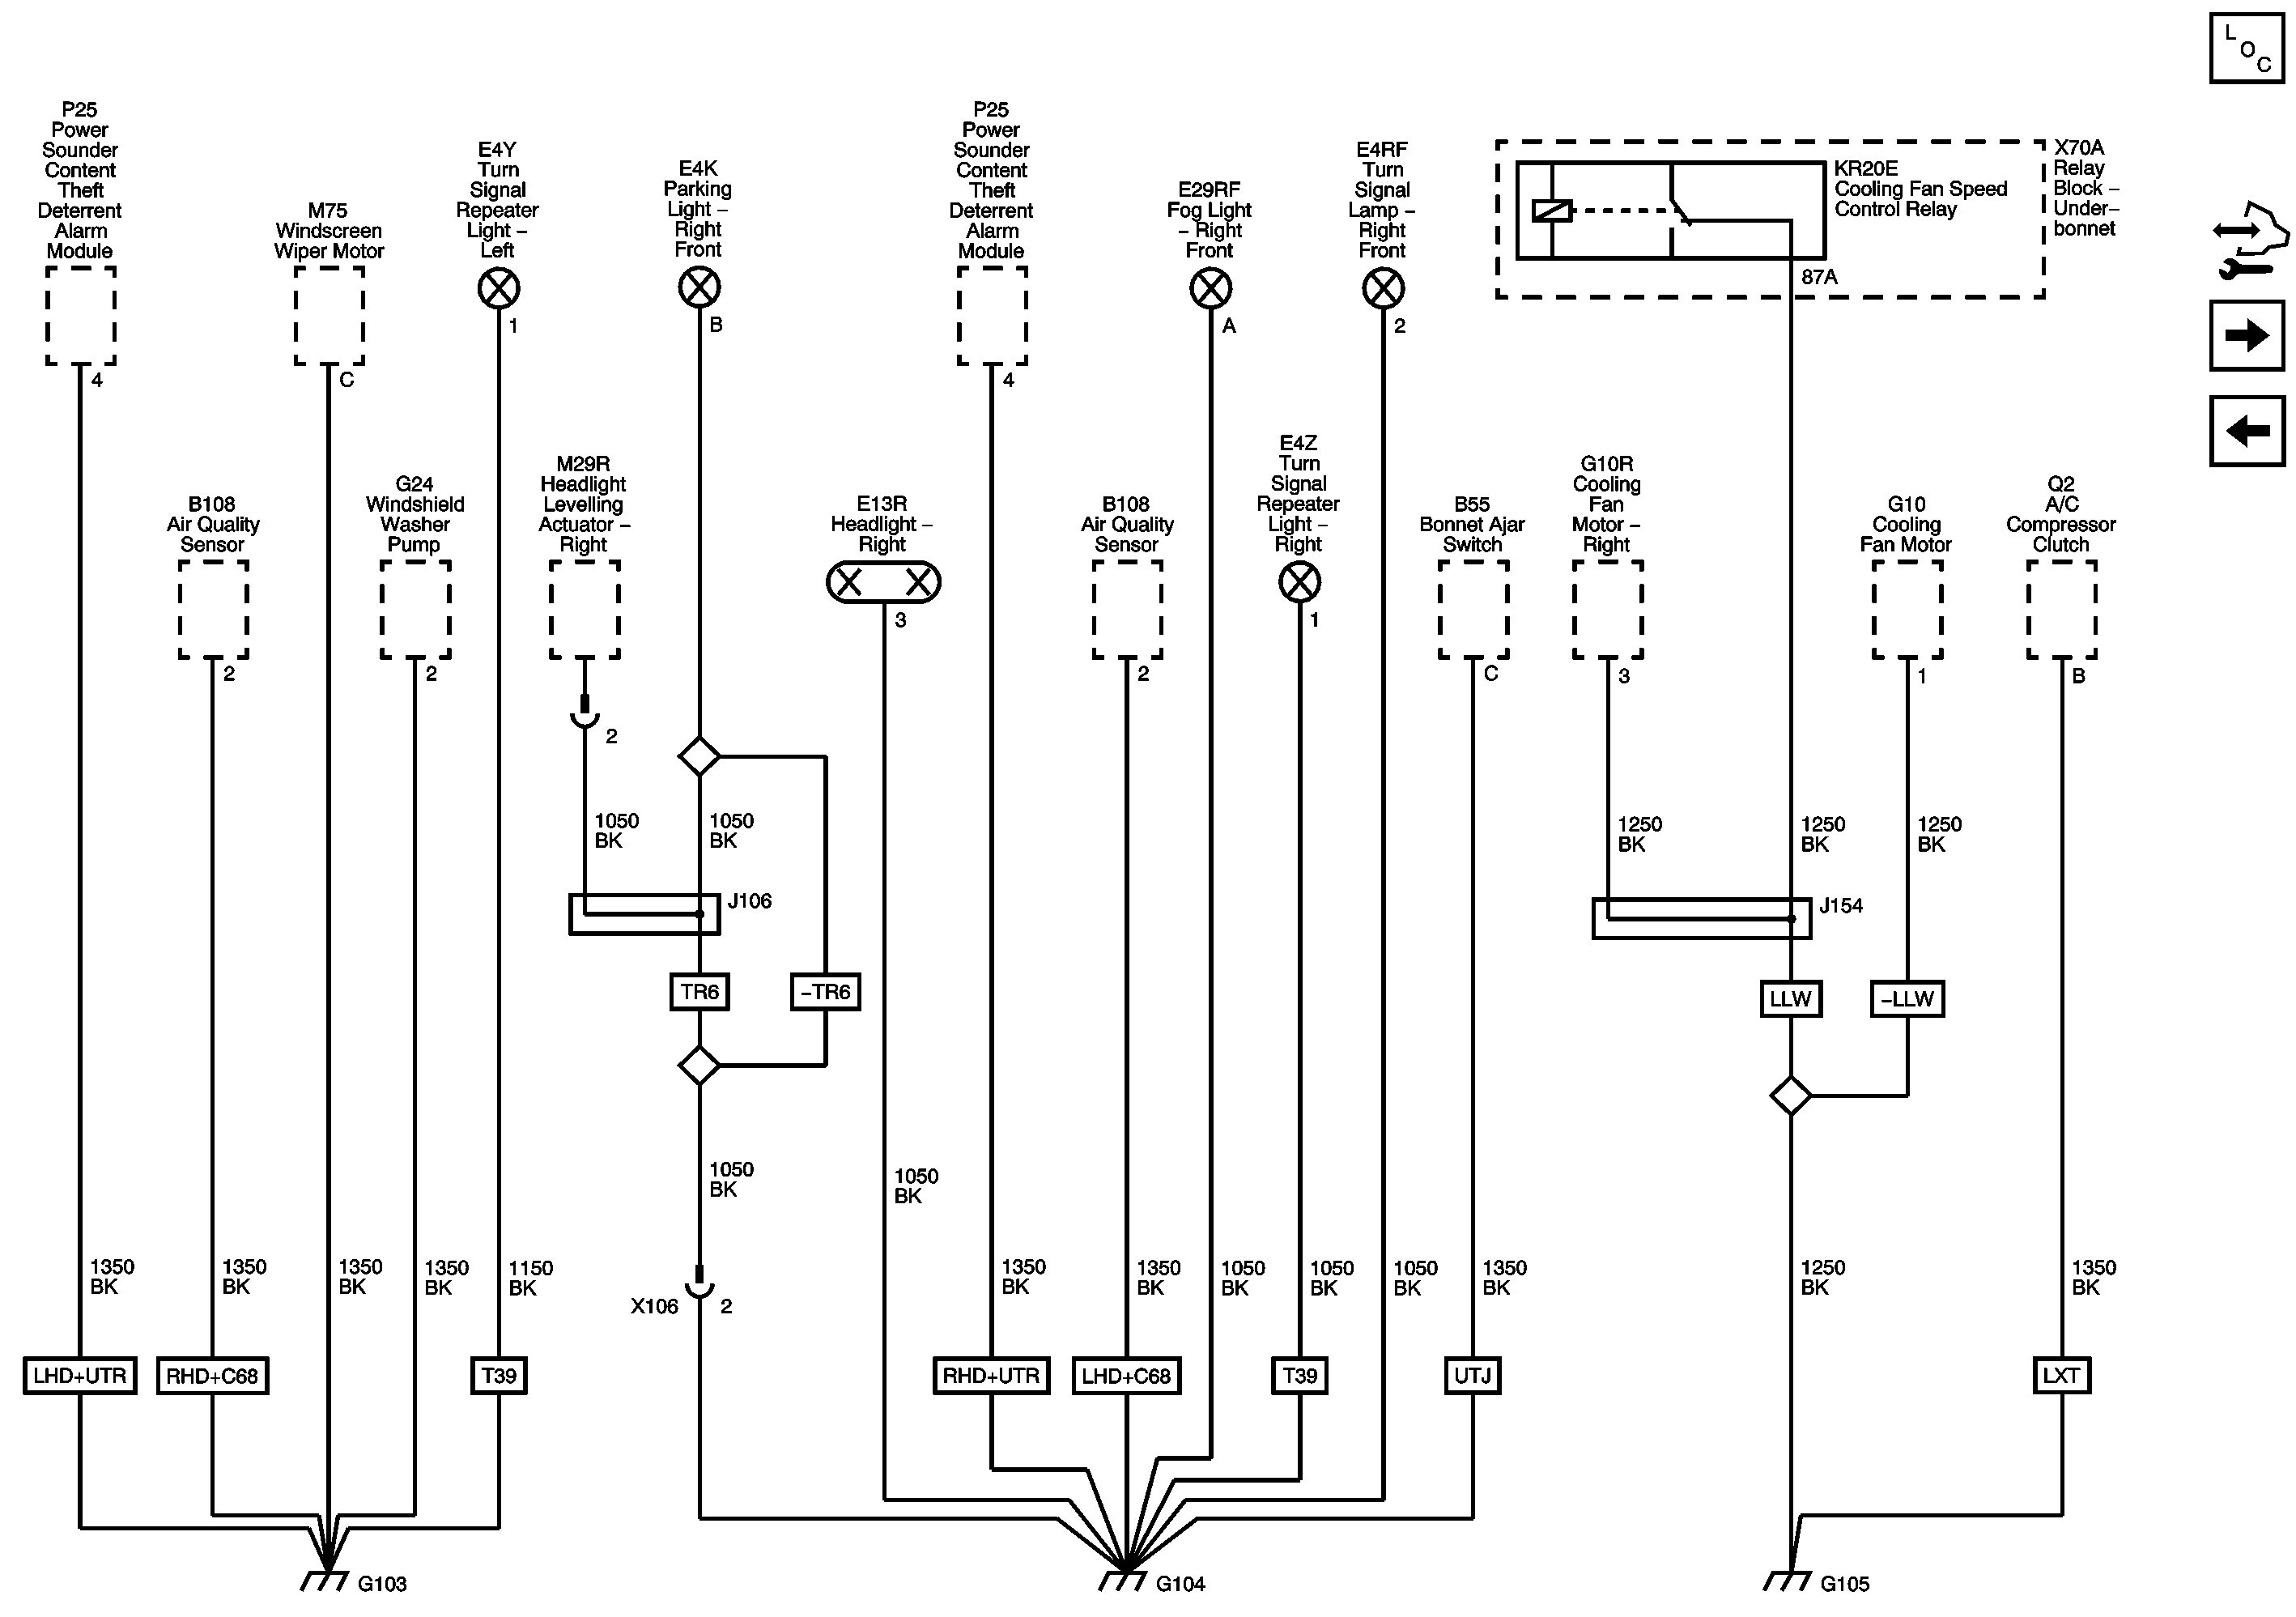 L
O
C
P25
Power
Sounder
Content
Theft
Deterrent
Alarm
Module
4
M75
Windscreen
Wiper Motor
C
E4Y
Turn
Signal
Repeater
Light –
Left
1
E4K
Parking
Light –
Right
Front
B
P25
Power
Sounder
Content
Theft
Deterrent
Alarm
Module
4
E29RF
Fog Light
– Right
Front
A
E4RF
Turn
Signal
Lamp –
Right
Front
2
KR20E
Cooling Fan Speed
Control Relay
87A
X70A
Relay
Block –
Under–
bonnet
B108
Air Quality
Sensor
2
G24
Windshield
Washer
Pump
2
M29R
Headlight
Levelling
Actuator –
Right
2
E13R
Headlight –
Right
3
B108
Air Quality
Sensor
2
E4Z
Turn
Signal
Repeater
Light –
Right
1
B55
Bonnet Ajar
Switch
C
G10R
Cooling
Fan
Motor –
Right
3
G10
Cooling
Fan Motor
1
Q2
A/C
Compressor
Clutch
B
1050
BK
1050
BK
1250
BK
1250
BK
1250
BK
J106
J154
TR6
–TR6
LLW
–LLW
1050
BK
1050
BK
1350
BK
1350
BK
1350
BK
1350
BK
1150
BK
X106
2
1350
BK
1350
BK
1050
BK
1050
BK
1050
BK
1350
BK
1250
BK
1350
BK
LHD+UTR
RHD+C68
T39
RHD+UTR
LHD+C68
T39
UTJ
LXT
G103
G104
G105